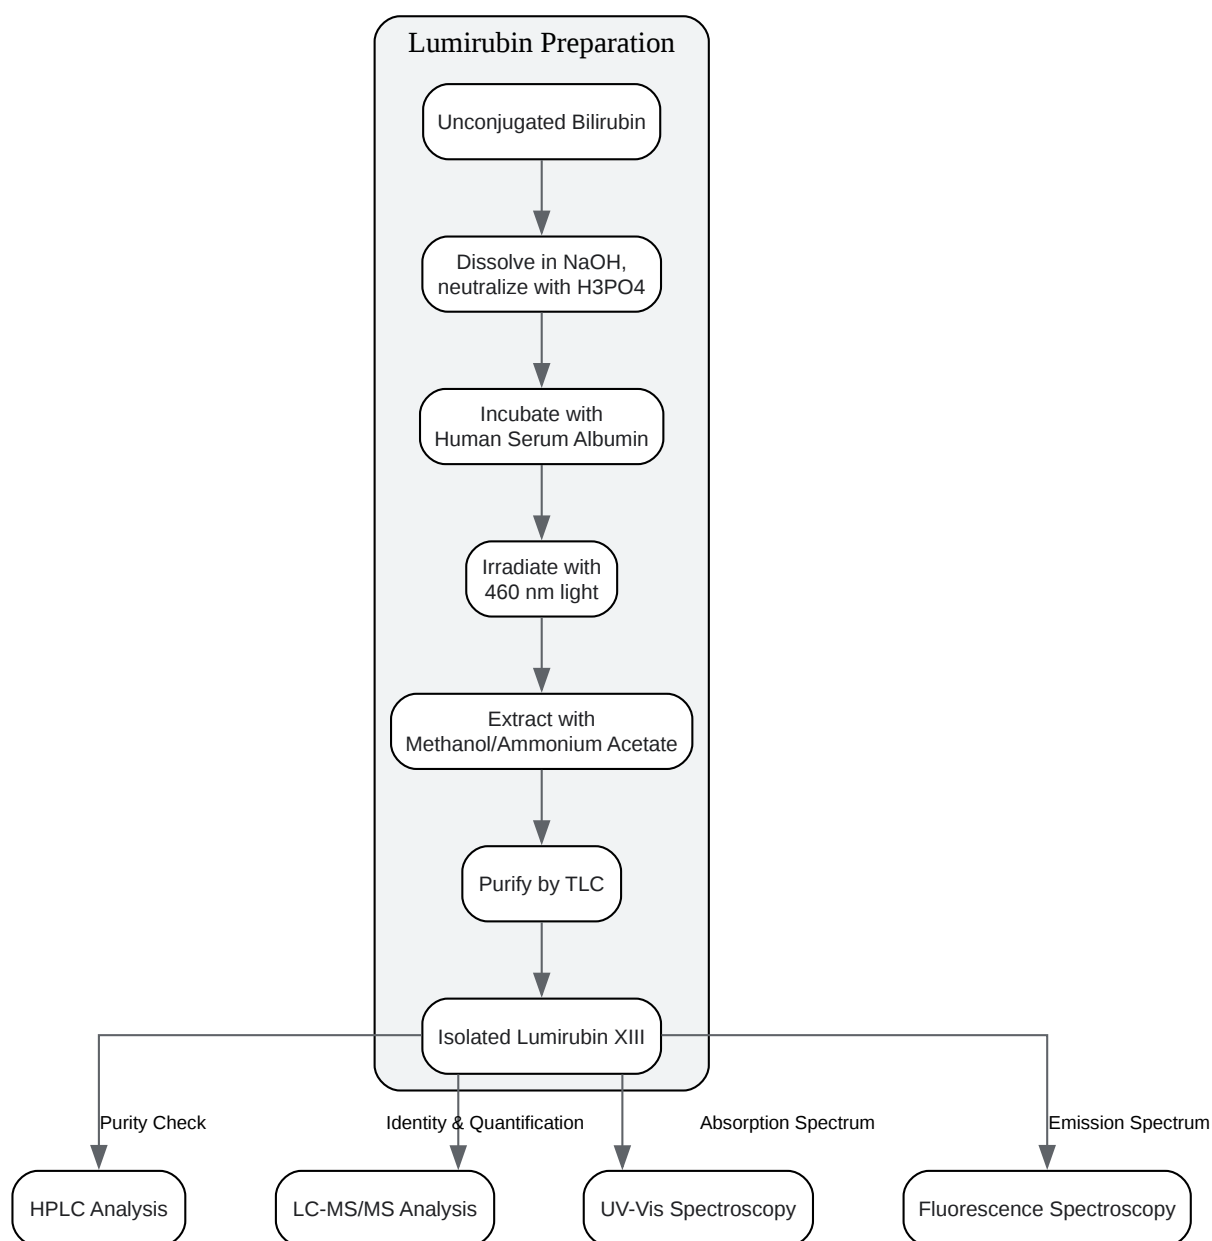 Lumirubin Preparation
Unconjugated Bilirubin
Dissolve in NaOH,
neutralize with H3PO4
Incubate with
Human Serum Albumin
Irradiate with
460 nm light
Extract with
Methanol/Ammonium Acetate
Purify by TLC
Isolated Lumirubin XIII
Purity Check
Identity & Quantification
Absorption Spectrum
Emission Spectrum
HPLC Analysis
LC-MS/MS Analysis
UV-Vis Spectroscopy
Fluorescence Spectroscopy